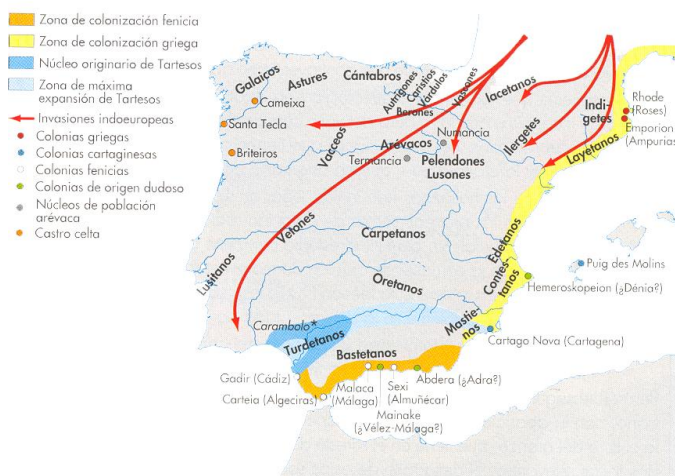 Zona de colonización fenicia
Zona de colonización griega
Núcleo originario de Tartesos
Zona de máxima
expansión de Tartesos
Invasiones indoeuropeas
Colonias griegas
Colonias cartaginesas
Colonias fenicias
Colonias de origen dudoso
Núcleos de población
arévaca
Castro celta
Galaicos
Astures
Cántabros
Autrigones
Caristios
Várdulos
Vascones
Berones
Iacetanos
Cameixa
Santa Tecla
Briteiros
Vacceos
Arévacos
Numancia
Termancia
Pelendones
Lusones
Ilergetes
Indi-
getes
Layetanos
Rhode
(Roses)
Emporion
(Ampurias)
Vetones
Lusitanos
Carpetanos
Edetanos
Contes-
tanos
Oretanos
Mastie-
nos
Puig des Molins
Hemeroskopeion (¿Dénia?)
Cartago Nova (Cartagena)
Carambolo
Turdetanos
Bastetanos
Gadir (Cádiz)
Carteia (Algeciras)
Malaca
(Málaga)
Mainake
(¿Vélez-Málaga?)
Sexi
(Almuñécar)
Abdera (¿Adra?)